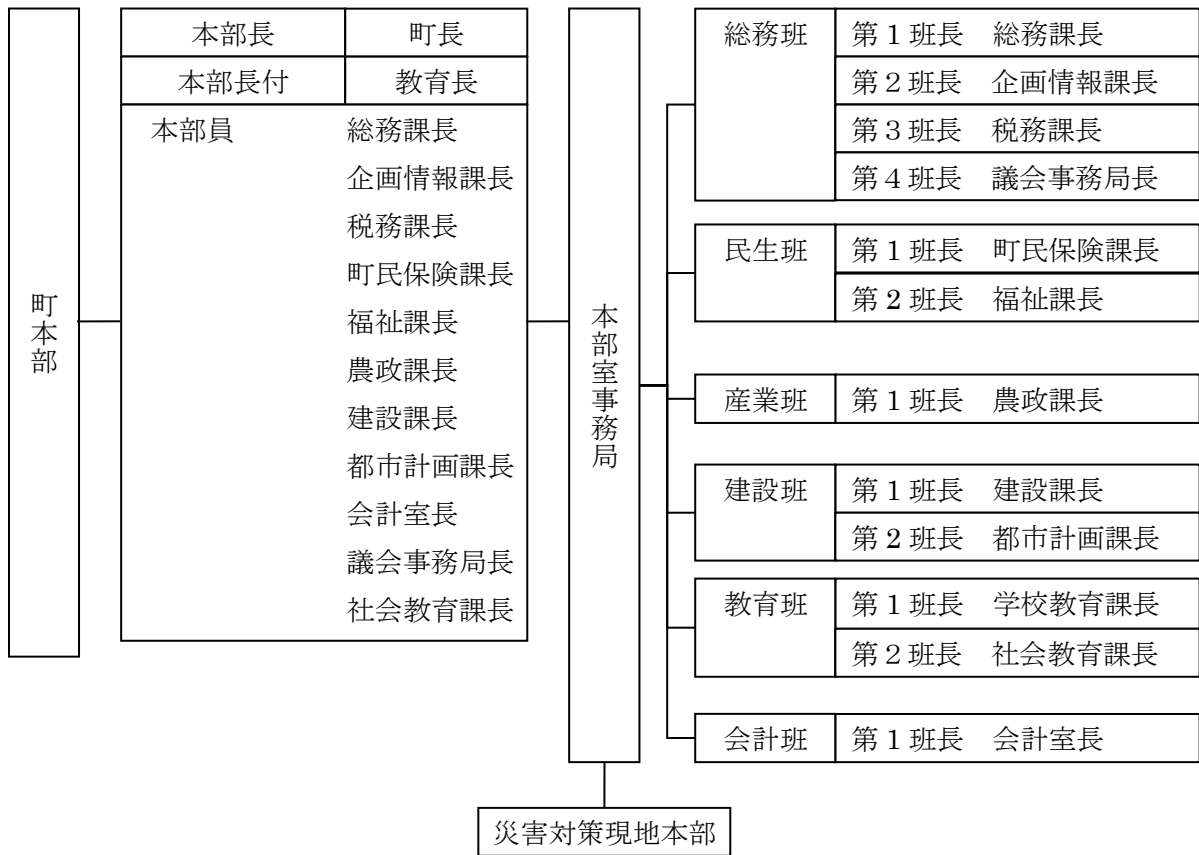 町本部
本部長 町長
本部長付 教育長
本部員 総務課長
企画情報課長
税務課長
町民保険課長
福祉課長
農政課長
建設課長
都市計画課長
会計室長
議会事務局長
社会教育課長
本部室事務局
災害対策現地本部
総務班 第1班長 総務課長
第2班長 企画情報課長
第3班長 税務課長
第4班長 議会事務局長
民生班 第1班長 町民保険課長
第2班長 福祉課長
産業班 第1班長 農政課長
建設班 第1班長 建設課長
第2班長 都市計画課長
教育班 第1班長 学校教育課長
第2班長 社会教育課長
会計班 第1班長 会計室長